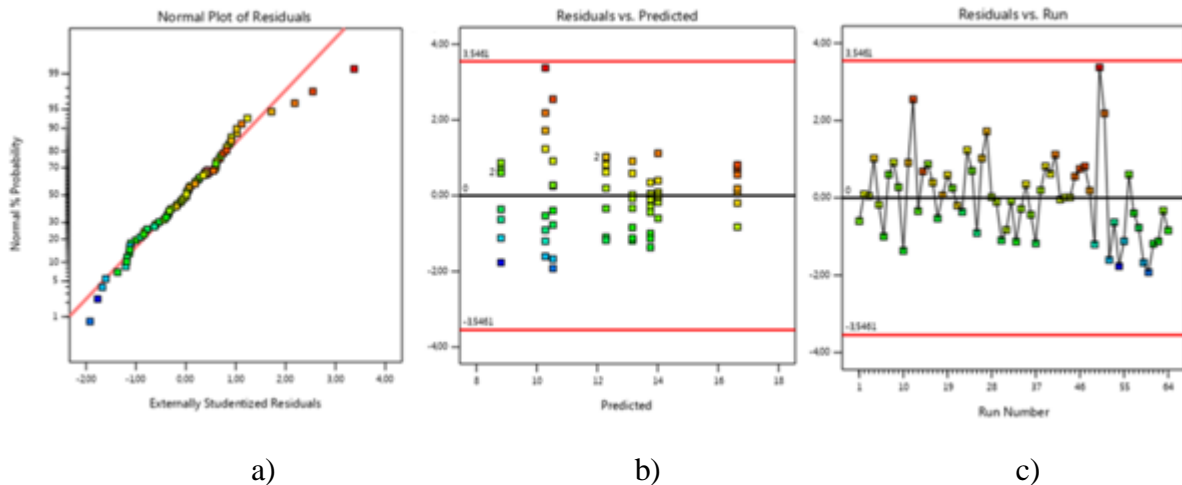 Normal Plot of Residuals
Normal % Probability
99
95
90
80
70
50
30
20
10
5
1
-2.00 -1.00 0.00 1.00 2.00 3.00 4.00
Externally Studentized Residuals
a)
Residuals vs. Predicted
4.00
3.5461
2.00
2
2
0
0.00
-2.00
-3.5461
-4.00
8 10 12 14 16 18
Predicted
b)
Residuals vs. Run
4.00
3.5461
2.00
0
0.00
-2.00
-3.5461
-4.00
1 10 19 28 37 46 55 64
Run Number
c)